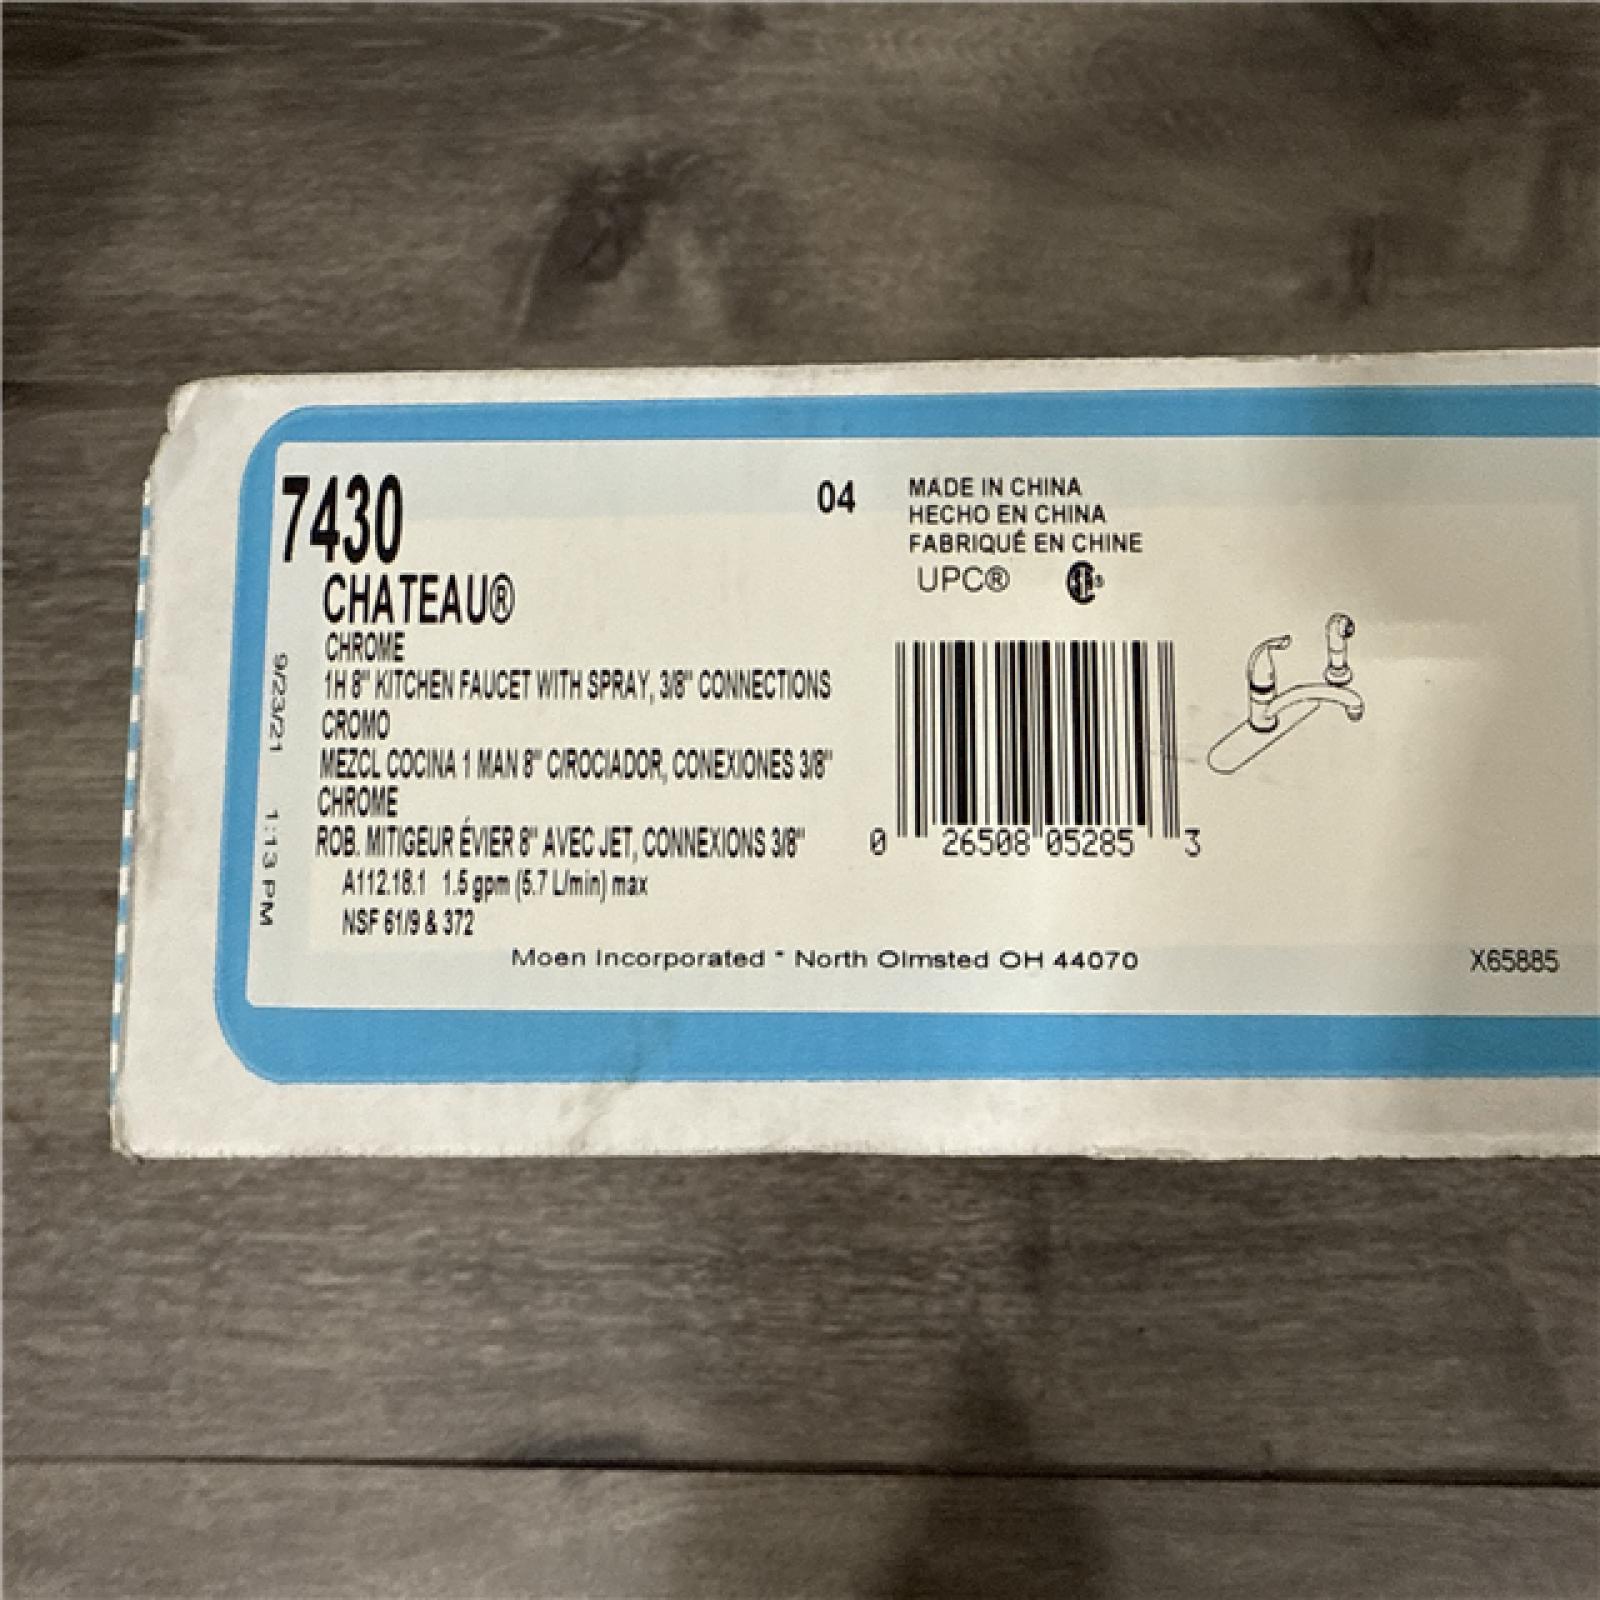 7430
04
MADE IN CHINA
HECHO EN CHINA
FABRIQUÉ EN CHINE
UPC®
CHATEAU®
CHROME
1H 8" KITCHEN FAUCET WITH SPRAY, 3/8" CONNECTIONS
CROMO
MEZCL COCINA 1 MAN 8" C/ROCIADOR, CONEXIONES 3/8"
CHROME
ROB. MITIGEUR ÉVIER 8" AVEC JET, CONNEXIONS 3/8"
A112.18.1 1.5 gpm (5.7 L/min) max
NSF 61/9 & 372
0 26508 05285 3
9/23/21 1:13 PM
Moen Incorporated * North Olmsted OH 44070
X65885